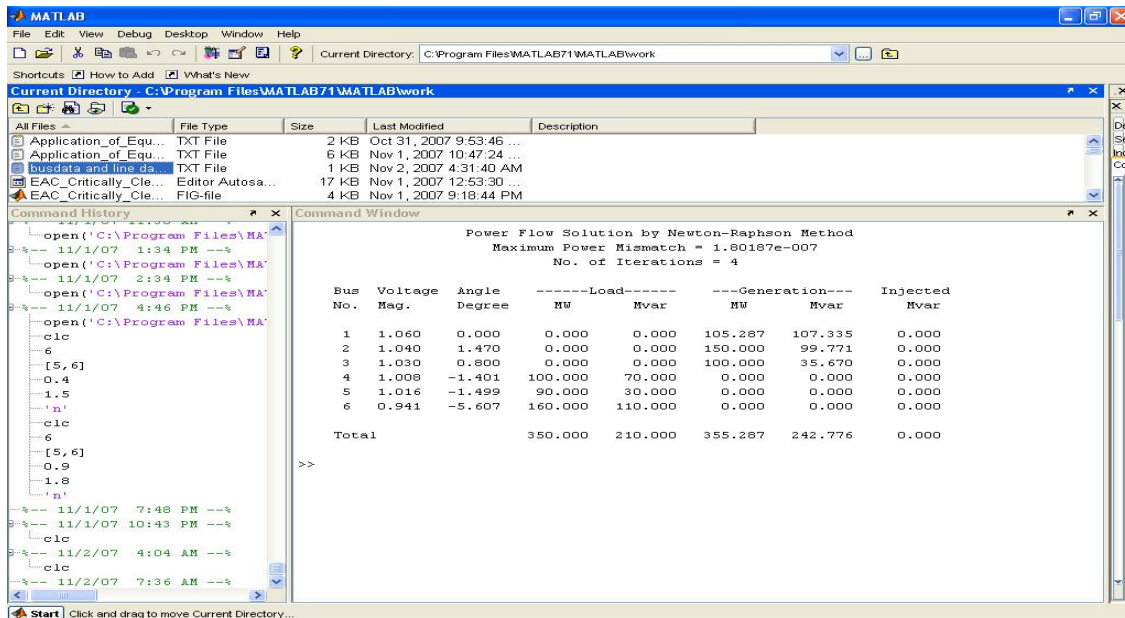 MATLAB
File Edit View Debug Desktop Window Help
Current Directory: C:\Program Files\MATLAB71\MATLAB\work
Shortcuts How to Add What's New
Current Directory - C:\Program Files\MATLAB71\MATLAB\work
All Files File Type Size Last Modified Description
Application_of_Equ... TXT File 2 KB Oct 31, 2007 9:53:46 ...
Application_of_Equ... TXT File 6 KB Nov 1, 2007 10:47:24 ...
busdata and line da... TXT File 1 KB Nov 2, 2007 4:31:40 AM
EAC_Critically_Cle... Editor Autosa... 17 KB Nov 1, 2007 12:53:30 ...
EAC_Critically_Cle... FIG-file 4 KB Nov 1, 2007 9:18:44 PM
Command History
open('C:\Program Files\MA
%-- 11/1/07 1:34 PM --%
open('C:\Program Files\MA
%-- 11/1/07 2:34 PM --%
open('C:\Program Files\MA
%-- 11/1/07 4:46 PM --%
open('C:\Program Files\MA
clc
6
[5,6]
0.4
1.5
'n'
clc
6
[5,6]
0.9
1.8
'n'
%-- 11/1/07 7:48 PM --%
%-- 11/1/07 10:43 PM --%
clc
%-- 11/2/07 4:04 AM --%
clc
%-- 11/2/07 7:36 AM --%
Command Window
Power Flow Solution by Newton-Raphson Method
Maximum Power Mismatch = 1.80187e-007
No. of Iterations = 4
Bus Voltage Angle ------Load------ ---Generation--- Injected
No. Mag. Degree MW Mvar MW Mvar Mvar
1 1.060 0.000 0.000 0.000 105.287 107.335 0.000
2 1.040 1.470 0.000 0.000 150.000 99.771 0.000
3 1.030 0.800 0.000 0.000 100.000 35.670 0.000
4 1.008 -1.401 100.000 70.000 0.000 0.000 0.000
5 1.016 -1.499 90.000 30.000 0.000 0.000 0.000
6 0.941 -5.607 160.000 110.000 0.000 0.000 0.000
Total 350.000 210.000 355.287 242.776 0.000
>>
Start Click and drag to move Current Directory...